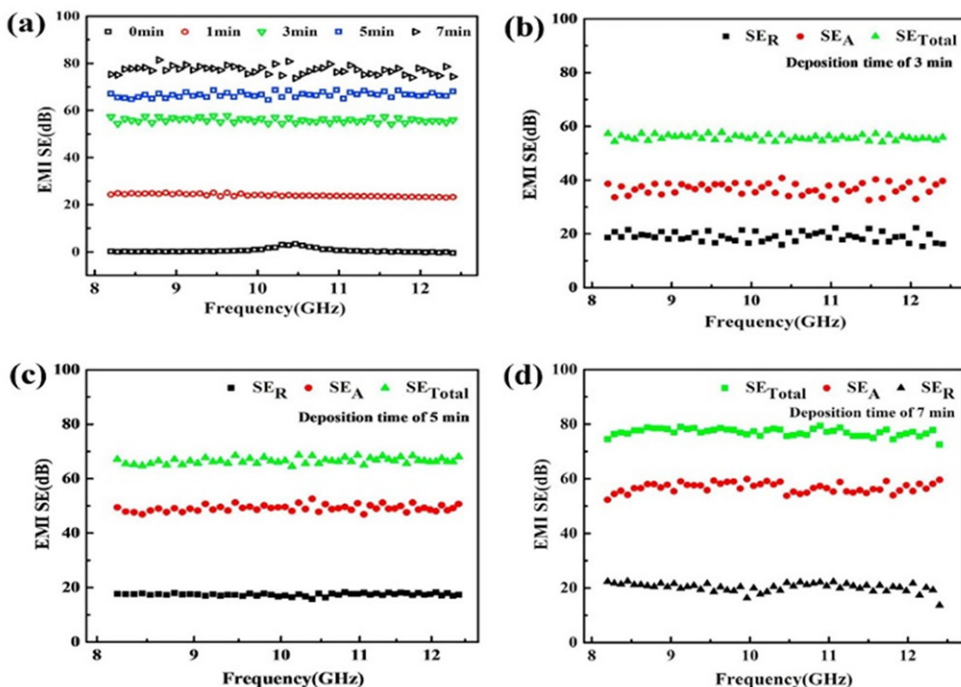 (a)
0min 1min 3min 5min 7min
100
80
60
40
20
0
EMI SE(dB)
8 9 10 11 12
Frequency(GHz)
(b)
SER SEA SETotal
Deposition time of 3 min
100
80
60
40
20
0
EMI SE(dB)
8 9 10 11 12
Frequency(GHz)
(c)
SER SEA SETotal
Deposition time of 5 min
100
80
60
40
20
0
EMI SE(dB)
8 9 10 11 12
Frequency(GHz)
(d)
SETotal SEA SER
Deposition time of 7 min
100
80
60
40
20
0
EMI SE(dB)
8 9 10 11 12
Frequency(GHz)